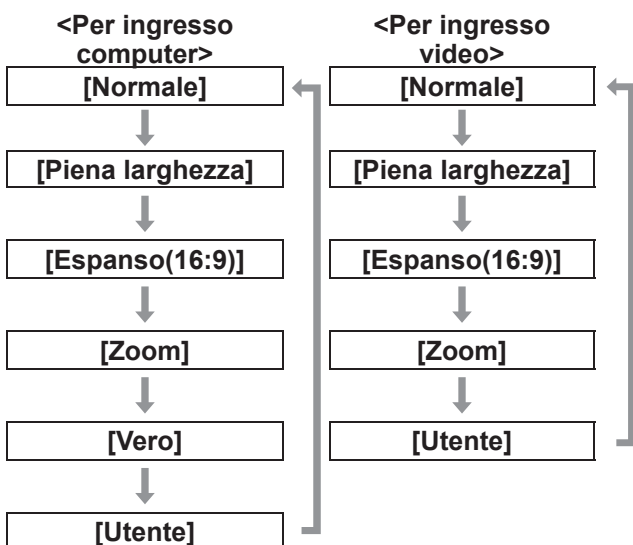 <Per ingresso
computer>
[Normale]
[Piena larghezza]
[Espanso(16:9)]
[Zoom]
[Vero]
[Utente]
<Per ingresso
video>
[Normale]
[Piena larghezza]
[Espanso(16:9)]
[Zoom]
[Utente]